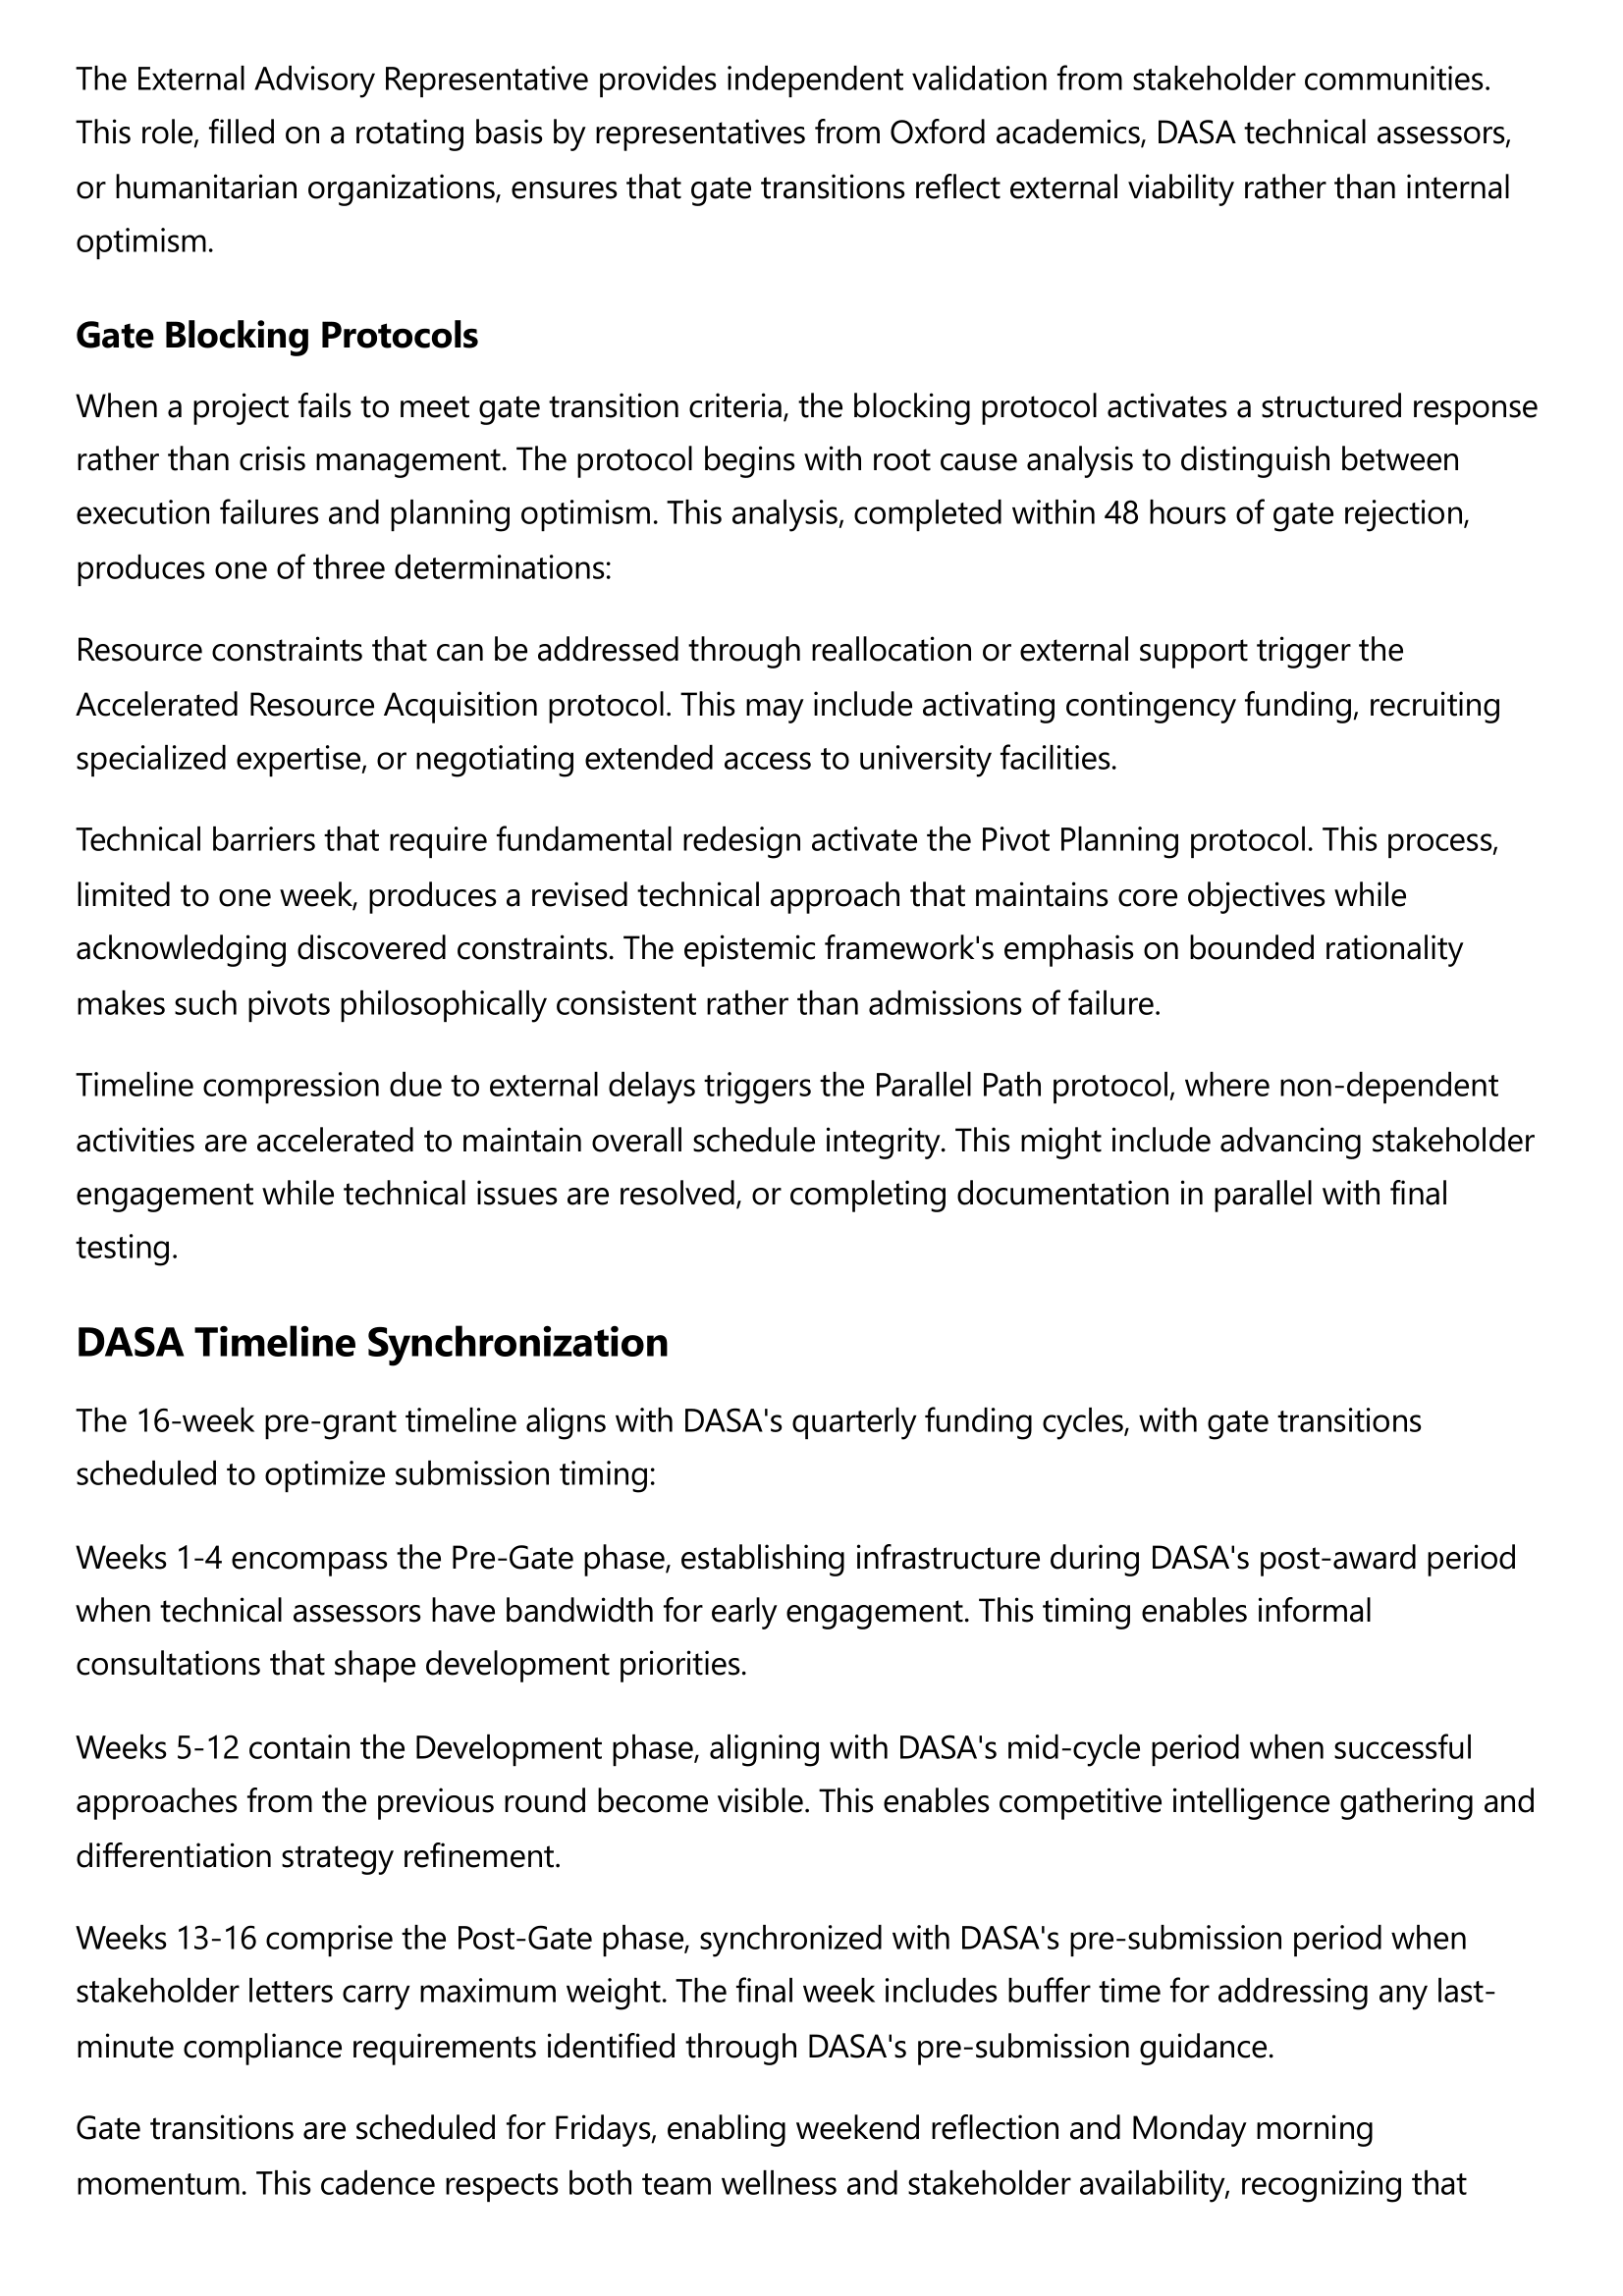 The External Advisory Representative provides independent validation from stakeholder communities.
This role, filled on a rotating basis by representatives from Oxford academics, DASA technical assessors,
or humanitarian organizations, ensures that gate transitions reflect external viability rather than internal
optimism.
Gate Blocking Protocols
When a project fails to meet gate transition criteria, the blocking protocol activates a structured response
rather than crisis management. The protocol begins with root cause analysis to distinguish between
execution failures and planning optimism. This analysis, completed within 48 hours of gate rejection,
produces one of three determinations:
Resource constraints that can be addressed through reallocation or external support trigger the
Accelerated Resource Acquisition protocol. This may include activating contingency funding, recruiting
specialized expertise, or negotiating extended access to university facilities.
Technical barriers that require fundamental redesign activate the Pivot Planning protocol. This process,
limited to one week, produces a revised technical approach that maintains core objectives while
acknowledging discovered constraints. The epistemic framework's emphasis on bounded rationality
makes such pivots philosophically consistent rather than admissions of failure.
Timeline compression due to external delays triggers the Parallel Path protocol, where non-dependent
activities are accelerated to maintain overall schedule integrity. This might include advancing stakeholder
engagement while technical issues are resolved, or completing documentation in parallel with final
testing.
DASA Timeline Synchronization
The 16-week pre-grant timeline aligns with DASA's quarterly funding cycles, with gate transitions
scheduled to optimize submission timing:
Weeks 1-4 encompass the Pre-Gate phase, establishing infrastructure during DASA's post-award period
when technical assessors have bandwidth for early engagement. This timing enables informal
consultations that shape development priorities.
Weeks 5-12 contain the Development phase, aligning with DASA's mid-cycle period when successful
approaches from the previous round become visible. This enables competitive intelligence gathering and
differentiation strategy refinement.
Weeks 13-16 comprise the Post-Gate phase, synchronized with DASA's pre-submission period when
stakeholder letters carry maximum weight. The final week includes buffer time for addressing any last-
minute compliance requirements identified through DASA's pre-submission guidance.
Gate transitions are scheduled for Fridays, enabling weekend reflection and Monday morning
momentum. This cadence respects both team wellness and stakeholder availability, recognizing that